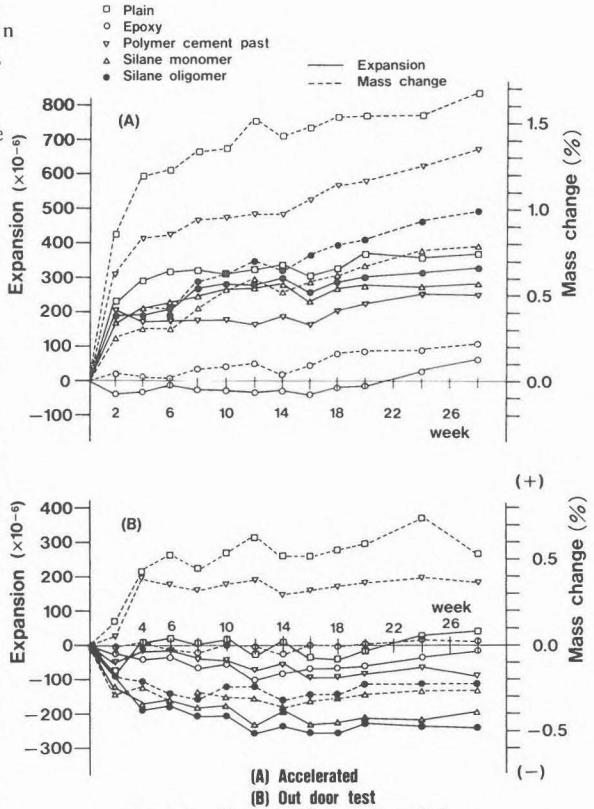 n
Plain
Epoxy
Polymer cement past
Silane monomer
Silane oligomer
Expansion
Mass change
(A)
800
700
600
500
400
300
200
100
0
−100
Expansion (×10−6)
1.5
1.0
0.5
0.0
Mass change (%)
2 6 10 14 18 22 26
week
(+)
(B)
400
300
200
100
0
−100
−200
−300
Expansion (×10−6)
4 6 10 14 18 22 26
week
0.5
0.0
−0.5
Mass change (%)
(−)
(A) Accelerated
(B) Out door test